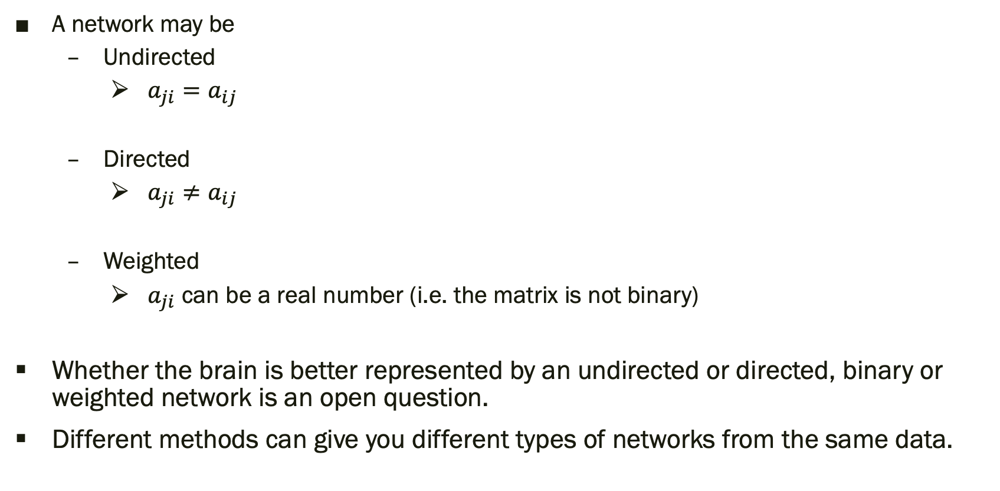 ■ A network may be
– Undirected
➢ a_{ji} = a_{ij}
– Directed
➢ a_{ji} ≠ a_{ij}
– Weighted
➢ a_{ji} can be a real number (i.e. the matrix is not binary)
▪ Whether the brain is better represented by an undirected or directed, binary or
weighted network is an open question.
▪ Different methods can give you different types of networks from the same data.